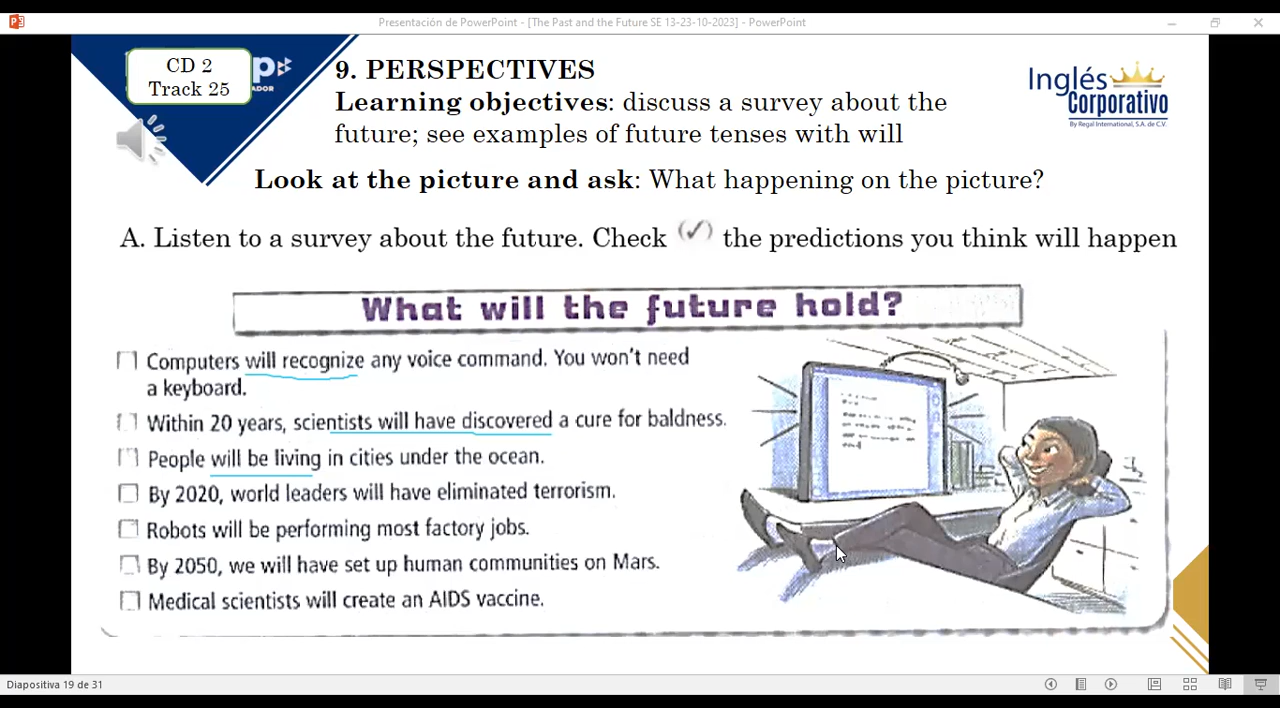 Presentación de PowerPoint - [The Past and the Future SE 13-23-10-2023] - PowerPoint
CD 2
Track 25
9. PERSPECTIVES
Learning objectives: discuss a survey about the
future; see examples of future tenses with will
Inglés
Corporativo
By Regal International, S.A. de C.V.
Look at the picture and ask: What happening on the picture?
A. Listen to a survey about the future. Check (✓) the predictions you think will happen
What will the future hold?
Computers will recognize any voice command. You won't need
a keyboard.
Within 20 years, scientists will have discovered a cure for baldness.
People will be living in cities under the ocean.
By 2020, world leaders will have eliminated terrorism.
Robots will be performing most factory jobs.
By 2050, we will have set up human communities on Mars.
Medical scientists will create an AIDS vaccine.
Diapositiva 19 de 31